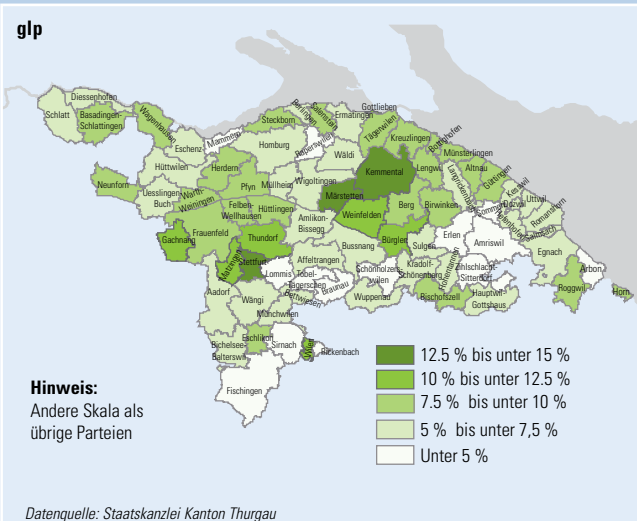 glp
Diessenhofen
Schlatt
Basadingen-
Schlattingen
Wagenhausen
Eschenz
Mammern
Steckborn
Berlingen
Salenstein
Ermatingen
Gottlieben
Tägerwilen
Kreuzlingen
Bottighofen
Münsterlingen
Raperswilen
Homburg
Wäldi
Kemmental
Lengwil
Langrickenbach
Altnau
Güttingen
Kesswil
Uttwil
Dozwil
Romanshorn
Sommeri
Hefenhofen
Salmsach
Hüttwilen
Herdern
Pfyn
Müllheim
Wigoltingen
Märstetten
Neunforn
Uesslingen-
Buch
Warth-
Weiningen
Felben-
Wellhausen
Hüttlingen
Amlikon-
Bissegg
Weinfelden
Berg
Birwinken
Erlen
Amriswil
Egnach
Arbon
Frauenfeld
Gachnang
Thundorf
Bussnang
Bürglen
Sulgen
Matzingen
Stettfurt
Lommis
Affeltrangen
Tobel-
Tägerschen
Braunau
Schönholzers-
wilen
Kradolf-
Schönenberg
Hohentannen
Zihlschlacht-
Sitterdorf
Roggwil
Horn
Aadorf
Wängi
Bettwiesen
Wuppenau
Bischofszell
Hauptwil-
Gottshaus
Münchwilen
Bichelsee-
Balterswil
Eschlikon
Sirnach
Wilen
Rickenbach
Fischingen
Hinweis:
Andere Skala als
übrige Parteien
12.5 % bis unter 15 %
10 % bis unter 12.5 %
7.5 % bis unter 10 %
5 % bis unter 7,5 %
Unter 5 %
Datenquelle: Staatskanzlei Kanton Thurgau